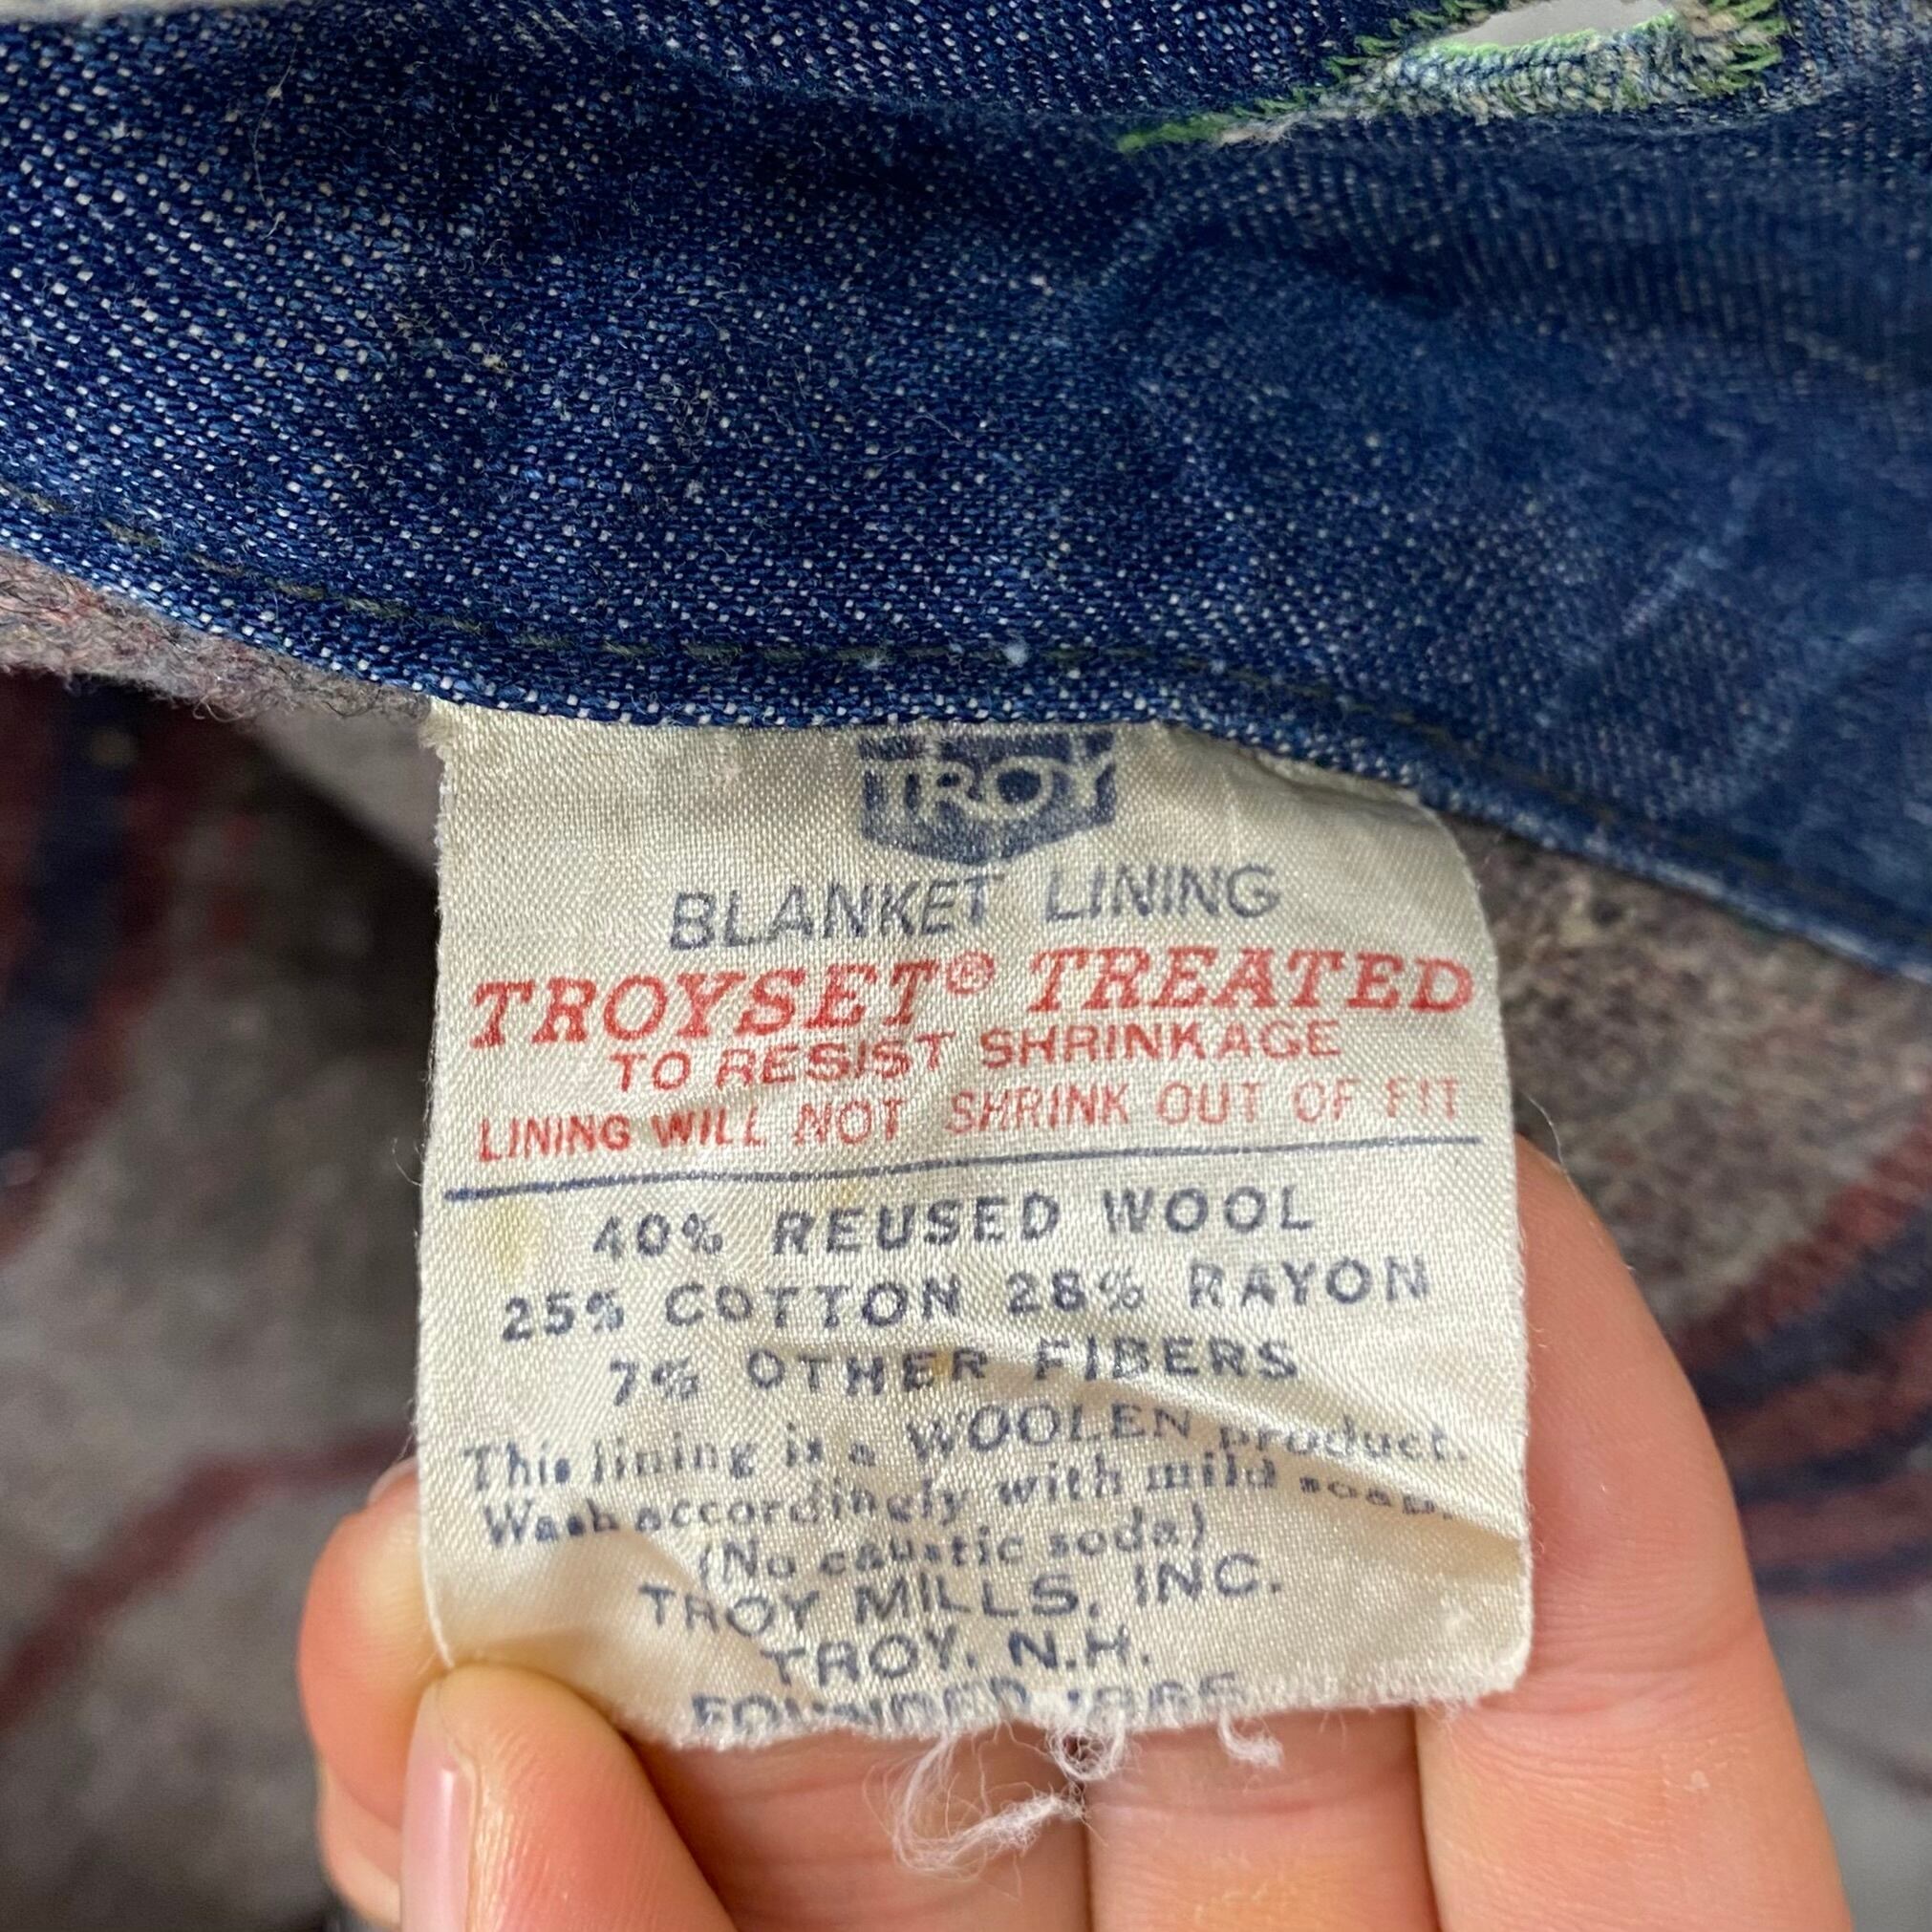 TROY
BLANKET LINING
TROYSET® TREATED
TO RESIST SHRINKAGE
LINING WILL NOT SHRINK OUT OF FIT
40% REUSED WOOL
25% COTTON 28% RAYON
7% OTHER FIBERS
This lining is a WOOLEN product.
Wash accordingly with mild soap.
(No caustic soda)
TROY MILLS, INC.
TROY, N.H.
FOUNDED 1865